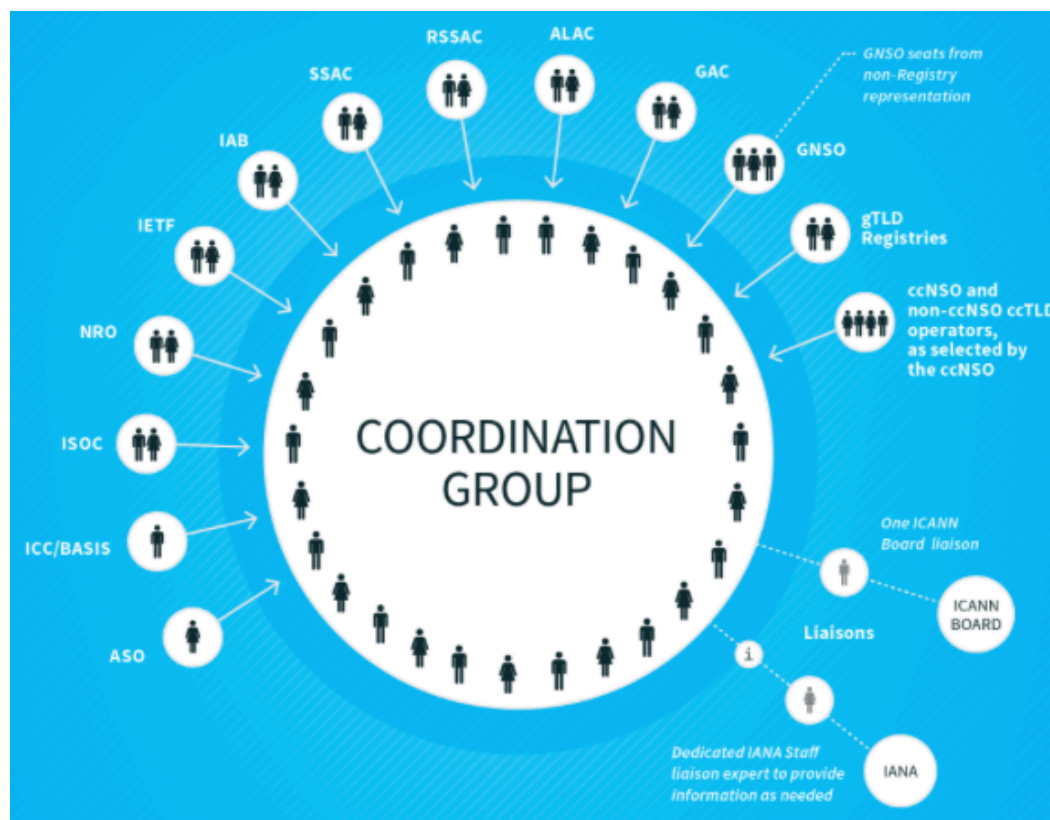 RSSAC
ALAC
SSAC
GAC
GNSO seats from
non-Registry
representation
IAB
GNSO
IETF
gTLD
Registries
ccNSO and
non-ccNSO ccTLD
operators,
as selected by
the ccNSO
NRO
COORDINATION
GROUP
ISOC
ICC/BASIS
ASO
One ICANN
Board liaison
ICANN
BOARD
Liaisons
i
Dedicated IANA Staff
liaison expert to provide
information as needed
IANA